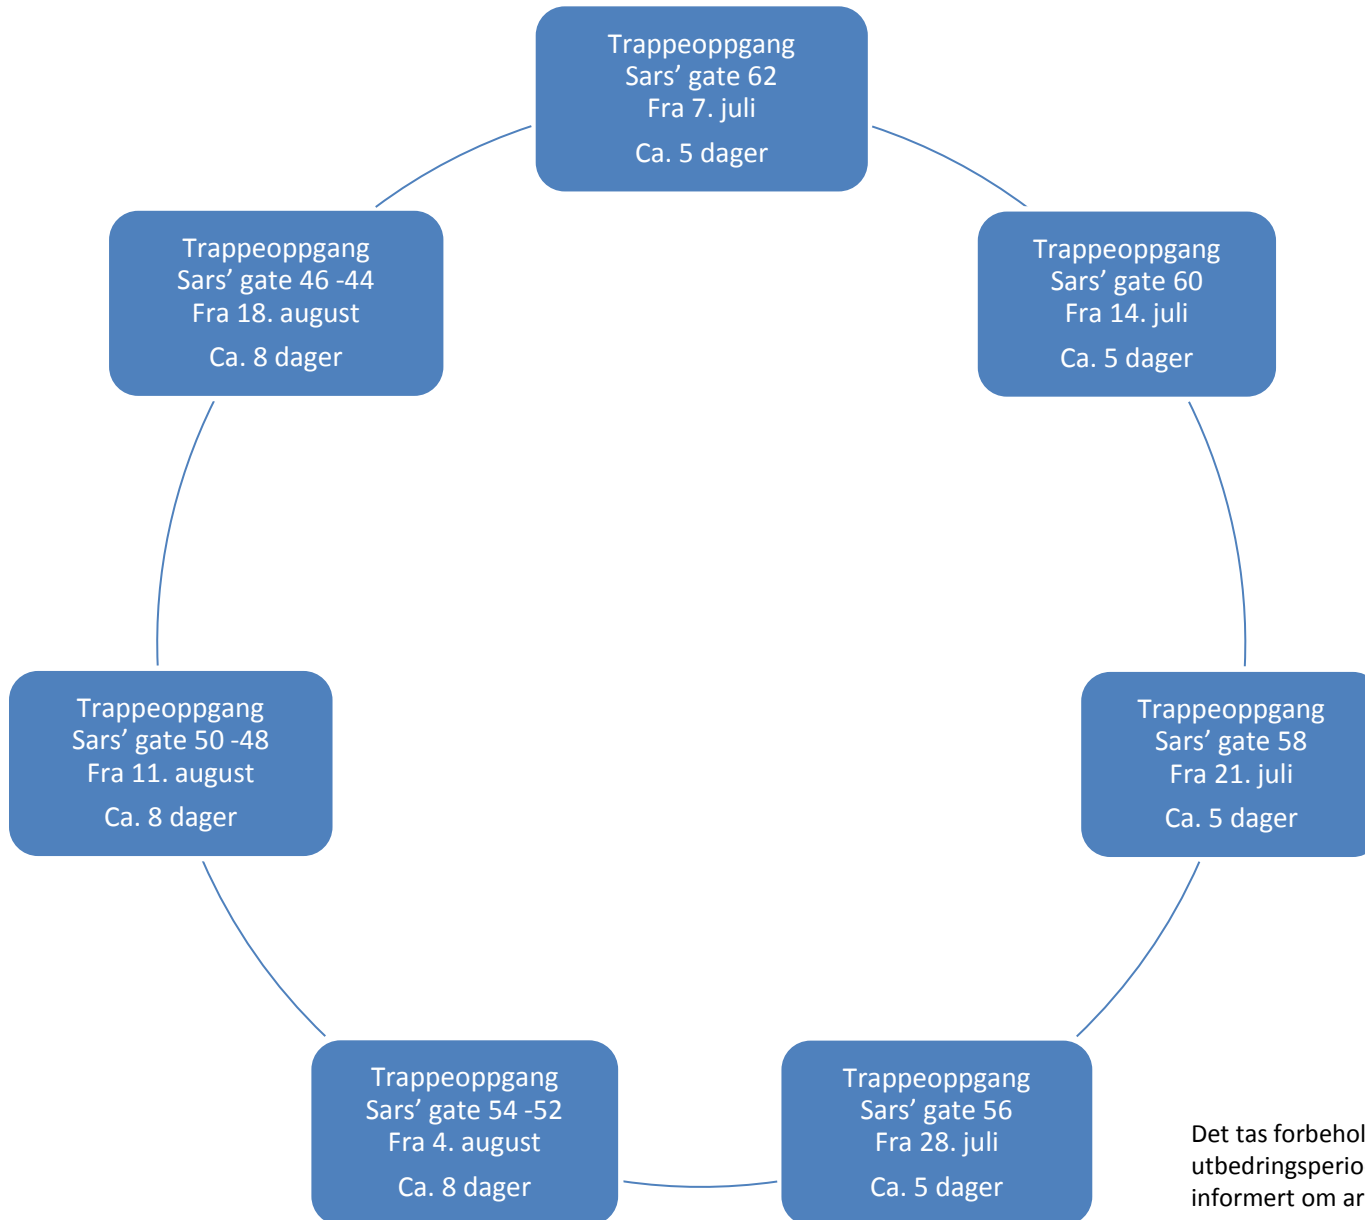 Trappeoppgang
Sars’ gate 62
Fra 7. juli
Ca. 5 dager
Trappeoppgang
Sars’ gate 60
Fra 14. juli
Ca. 5 dager
Trappeoppgang
Sars’ gate 58
Fra 21. juli
Ca. 5 dager
Trappeoppgang
Sars’ gate 56
Fra 28. juli
Ca. 5 dager
Trappeoppgang
Sars’ gate 54 -52
Fra 4. august
Ca. 8 dager
Trappeoppgang
Sars’ gate 50 -48
Fra 11. august
Ca. 8 dager
Trappeoppgang
Sars’ gate 46 -44
Fra 18. august
Ca. 8 dager
Det tas
informert om